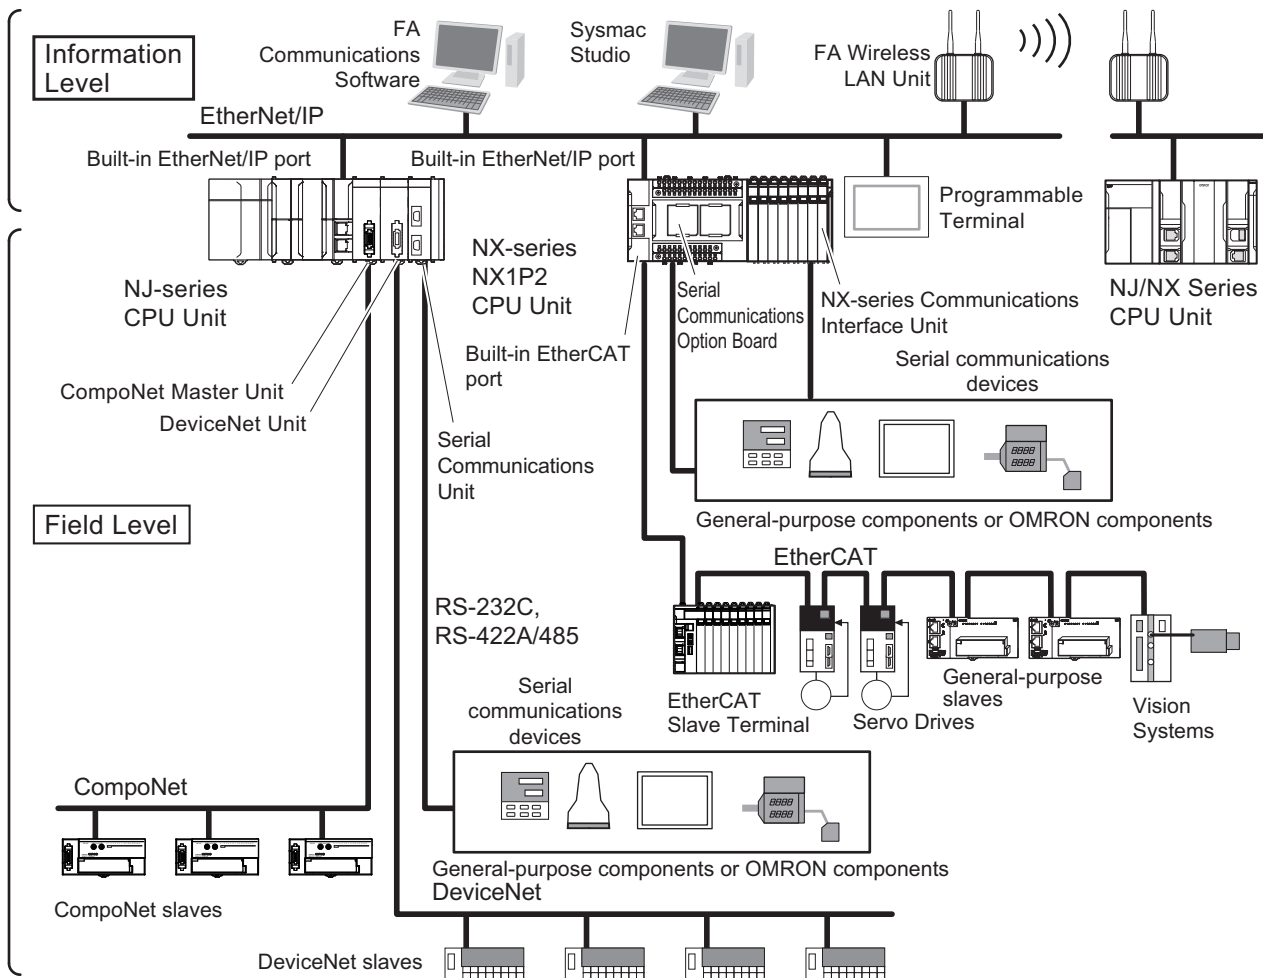 Information
Level
FA
Communications
Software
Sysmac
Studio
FA Wireless
LAN Unit
EtherNet/IP
Built-in EtherNet/IP port
Built-in EtherNet/IP port
Programmable
Terminal
NJ-series
CPU Unit
NX-series
NX1P2
CPU Unit
Serial
Communications
Option Board
NX-series Communications
Interface Unit
NJ/NX Series
CPU Unit
Built-in EtherCAT
port
CompoNet Master Unit
DeviceNet Unit
Serial
Communications
Unit
Serial communications
devices
8888
8888
General-purpose components or OMRON components
Field Level
EtherCAT
RS-232C,
RS-422A/485
EtherCAT
Slave Terminal
Servo Drives
General-purpose
slaves
Vision
Systems
Serial
communications
devices
8888
8888
General-purpose components or OMRON components
CompoNet
CompoNet slaves
DeviceNet
DeviceNet slaves